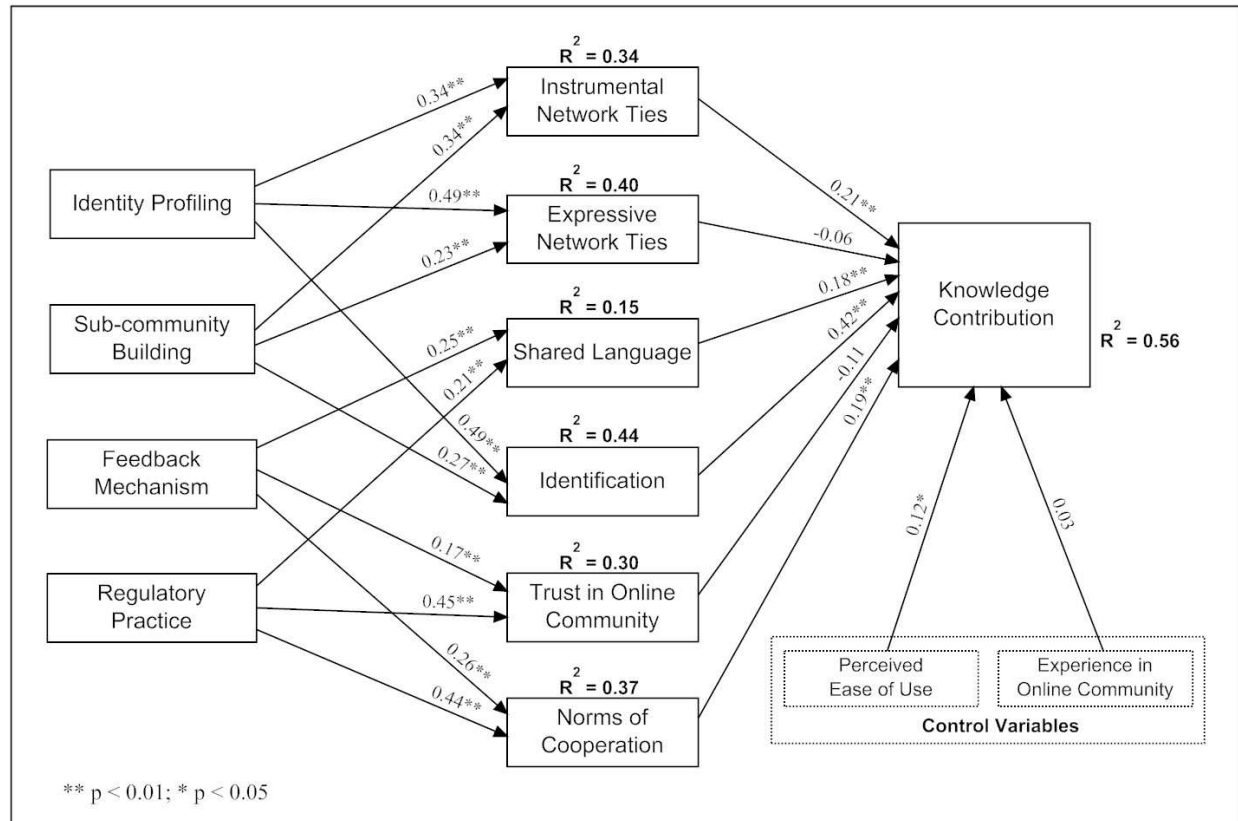 R² = 0.34
Instrumental
Network Ties
0.34**
0.34**
Identity Profiling
R² = 0.40
Expressive
Network Ties
0.49**
0.23**
0.21**
-0.06
Sub-community
Building
R² = 0.15
Shared Language
0.25**
0.21**
0.18**
0.42**
-0.11
0.19**
Knowledge
Contribution
R² = 0.56
Feedback
Mechanism
R² = 0.44
Identification
0.49**
0.27**
Regulatory
Practice
R² = 0.30
Trust in Online
Community
0.17**
0.45**
0.12*
0.03
R² = 0.37
Norms of
Cooperation
0.26**
0.44**
Perceived
Ease of Use
Experience in
Online Community
Control Variables
** p < 0.01; * p < 0.05